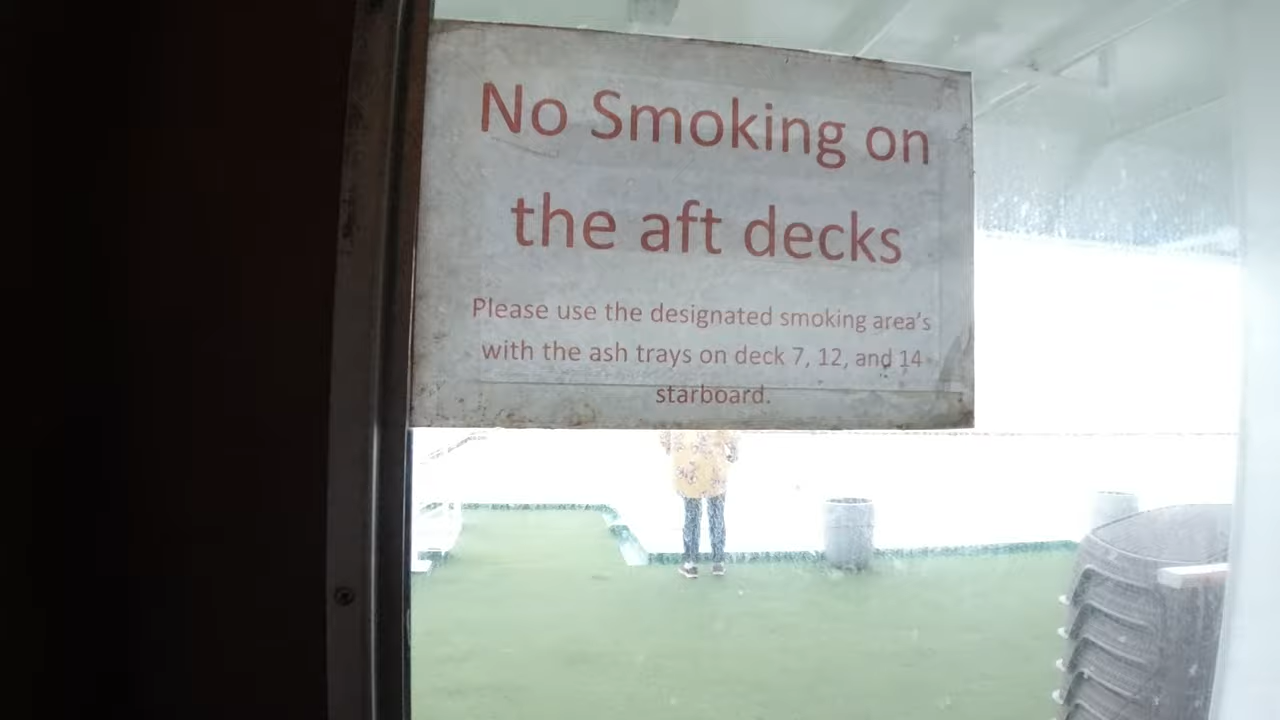 No Smoking on
the aft decks
Please use the designated smoking area's
with the ash trays on deck 7, 12, and 14
starboard.